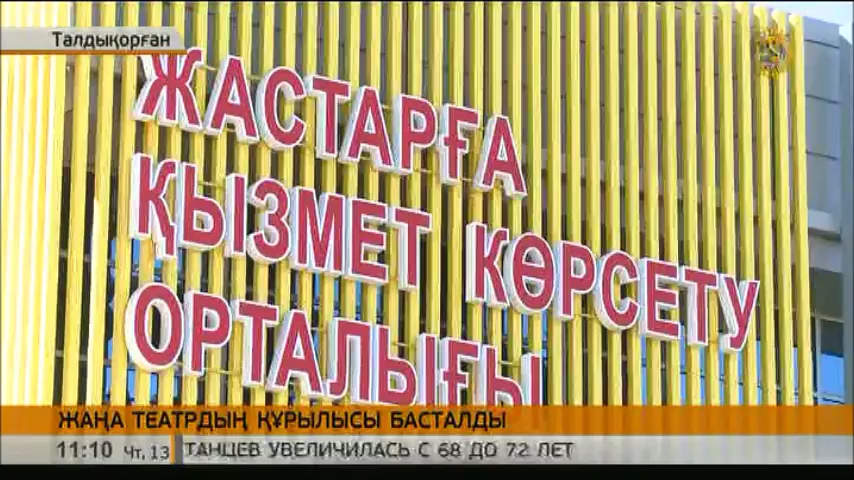 Талдықорған
ЖАСТАРҒА
ҚЫЗМЕТ КӨРСЕТУ
ОРТАЛЫҒЫ
ЖАҢА ТЕАТРДЫҢ ҚҰРЫЛЫСЫ БАСТАЛДЫ
11:10 Чт, 13 ТАНЦЕВ УВЕЛИЧИЛАСЬ С 68 ДО 72 ЛЕТ